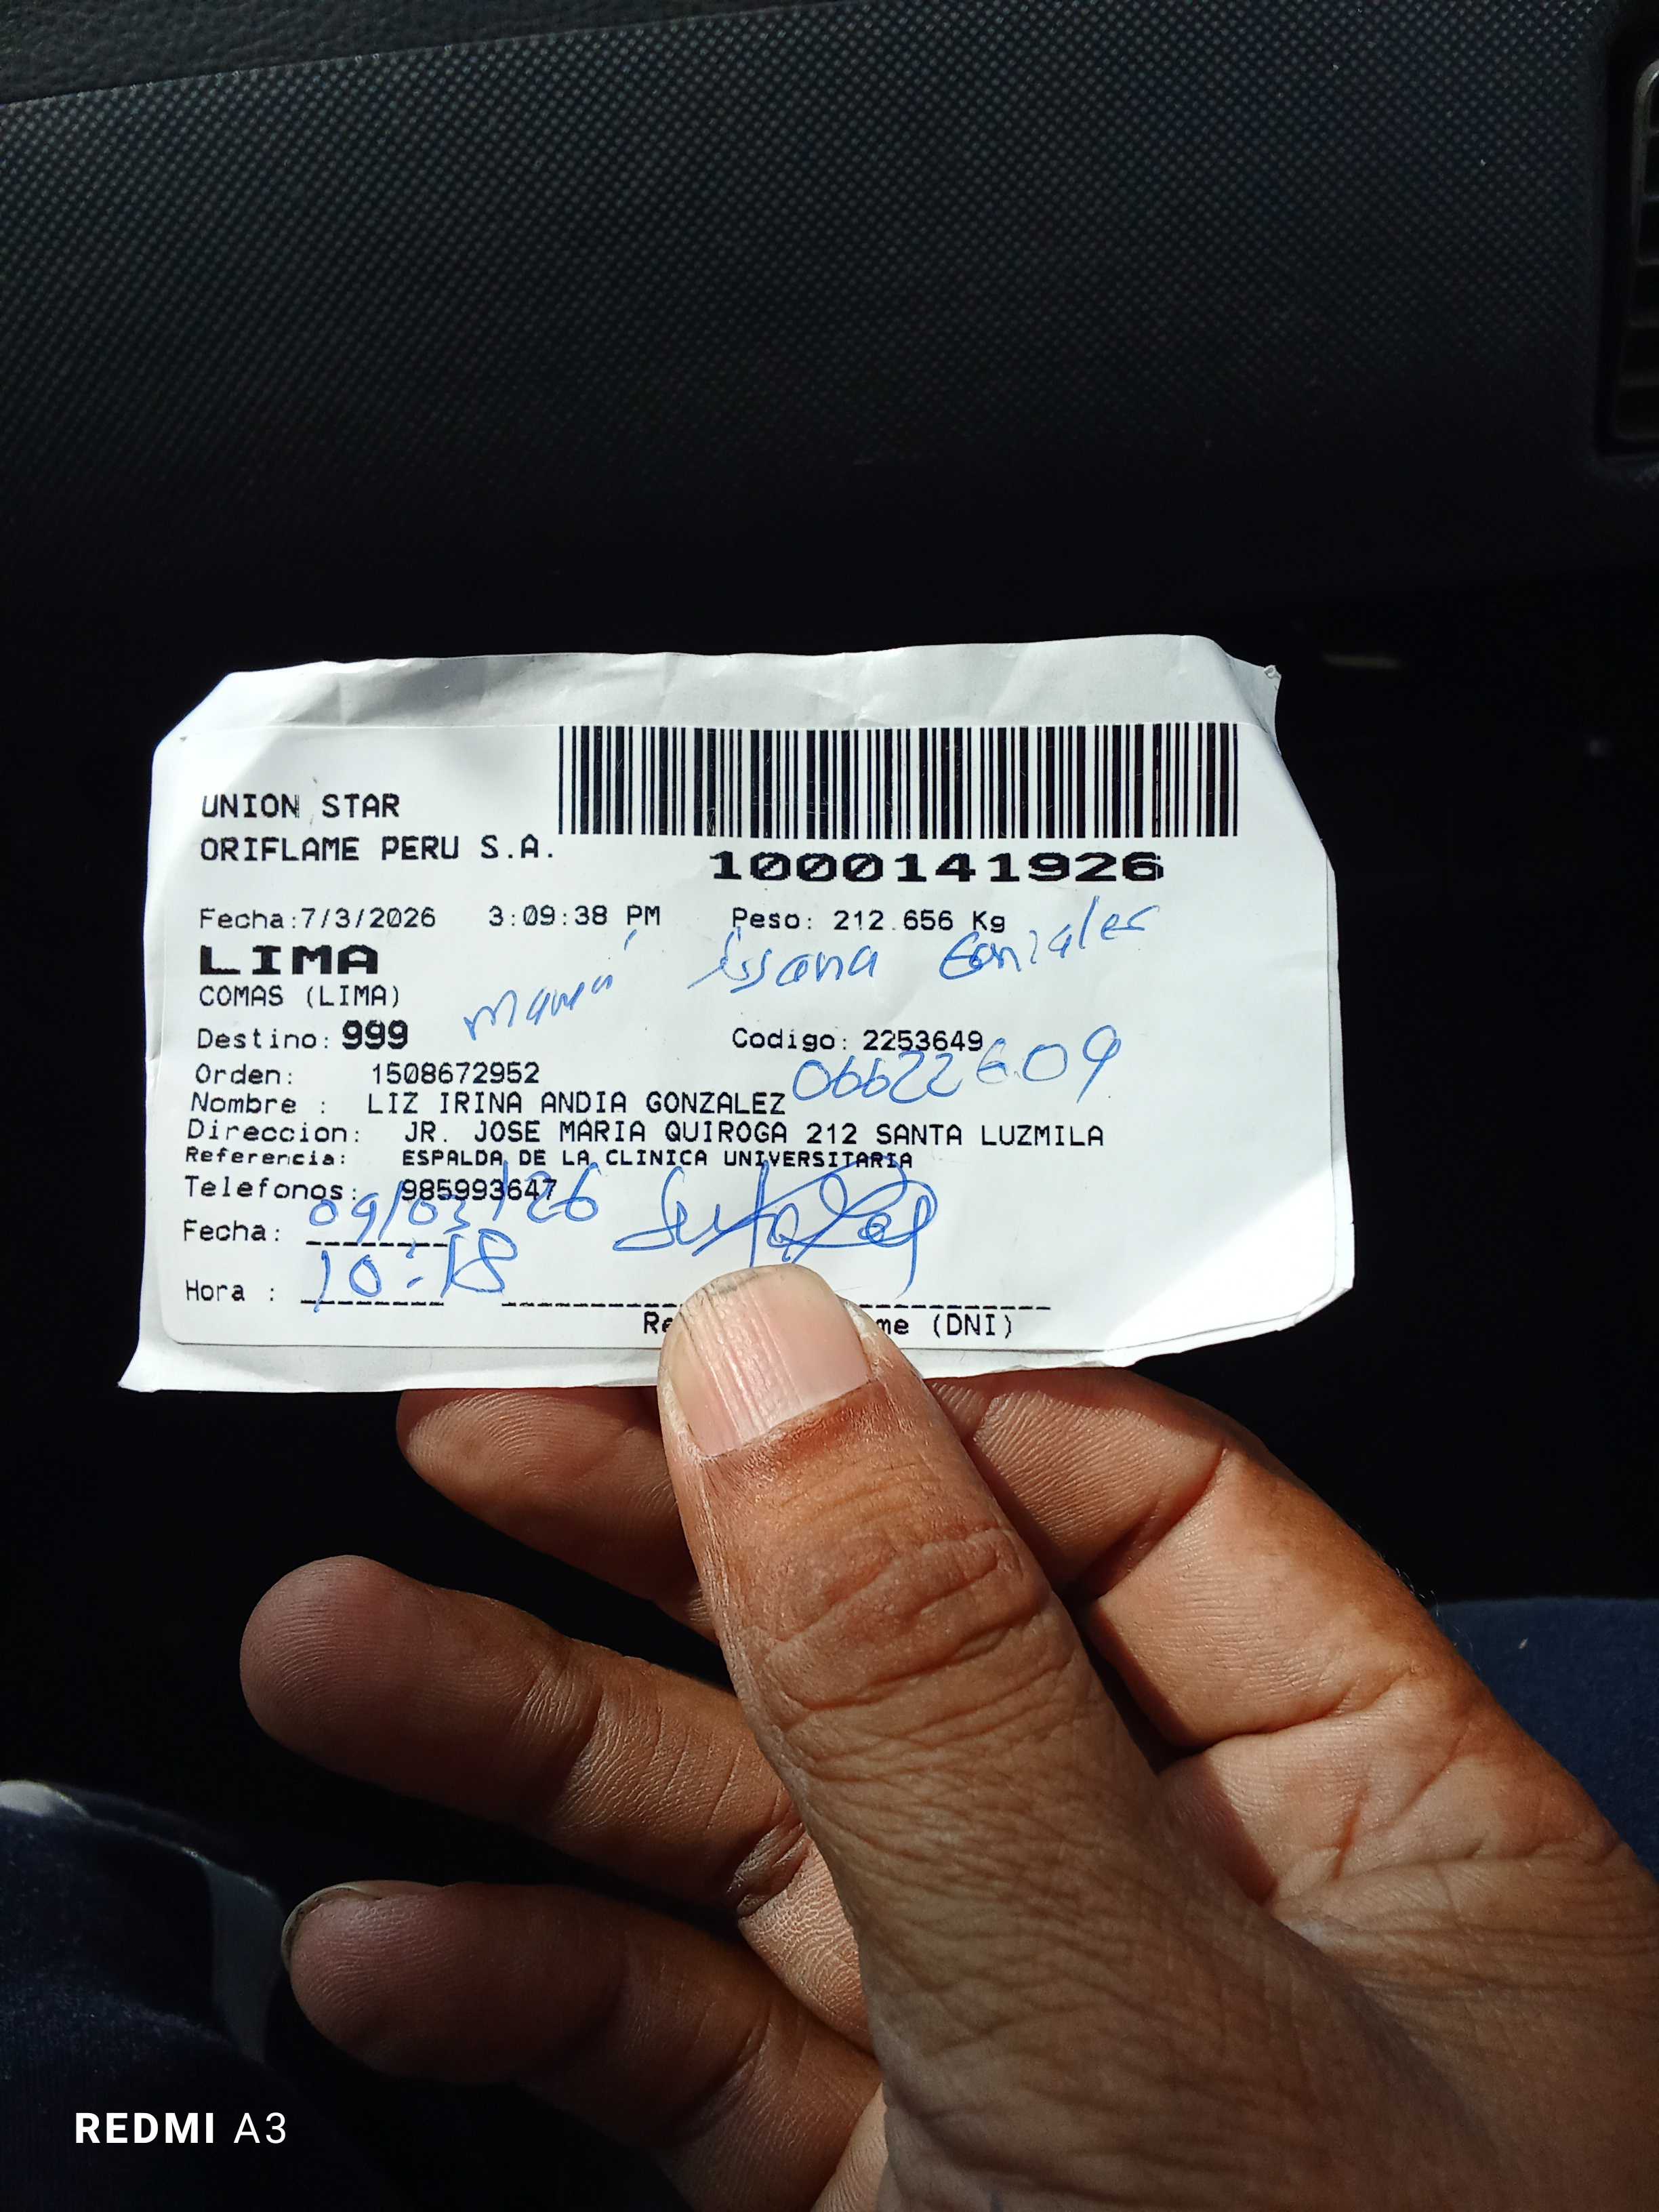 UNION STAR
ORIFLAME PERU S.A.
1000141926
Fecha:7/3/2026 3:09:38 PM Peso: 212.656 Kg
LIMA
COMAS (LIMA)
mamá Gonzales
Destino: 999 Codigo: 2253649
06622609
Orden: 1508672952
Nombre : LIZ IRINA ANDIA GONZALEZ
Direccion: JR. JOSE MARIA QUIROGA 212 SANTA LUZMILA
Referencia: ESPALDA DE LA CLINICA UNIVERSITARIA
Telefonos: 985993647
Fecha: 09/03/26
Hora : 10:18
(DNI)
REDMI A3